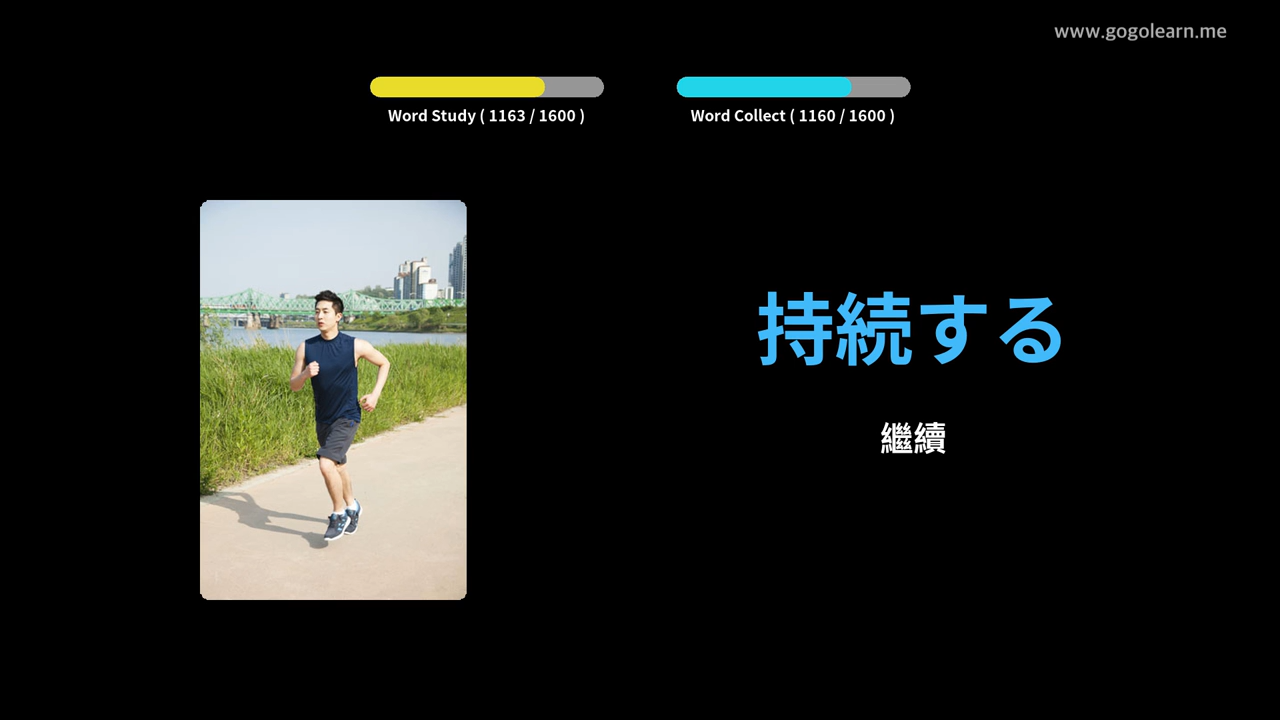 www.gogolearn.me
Word Study ( 1163 / 1600 )
Word Collect ( 1160 / 1600 )
持続する
繼續